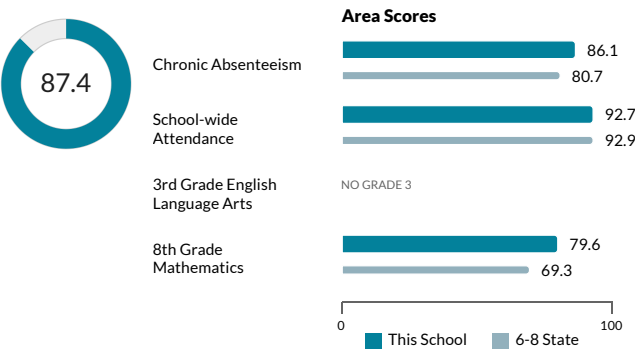 Area Scores
87.4
Chronic Absenteeism
86.1
80.7
School-wide
Attendance
92.7
92.9
3rd Grade English
Language Arts
NO GRADE 3
8th Grade
Mathematics
79.6
69.3
0
100
This School
6-8 State